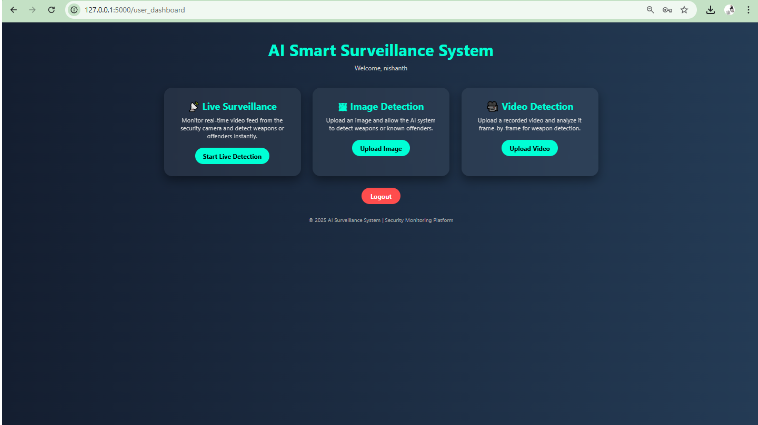 127.0.0.1:5000/user_dashboard
AI Smart Surveillance System
Welcome, nishanth
Live Surveillance
Monitor real-time video feed from the
security camera and detect weapons or
offenders instantly.
Start Live Detection
Image Detection
Upload an image and allow the AI system
to detect weapons or known offenders.
Upload Image
Video Detection
Upload a recorded video and analyze it
frame-by-frame for weapon detection.
Upload Video
Logout
© 2025 AI Surveillance System | Security Monitoring Platform